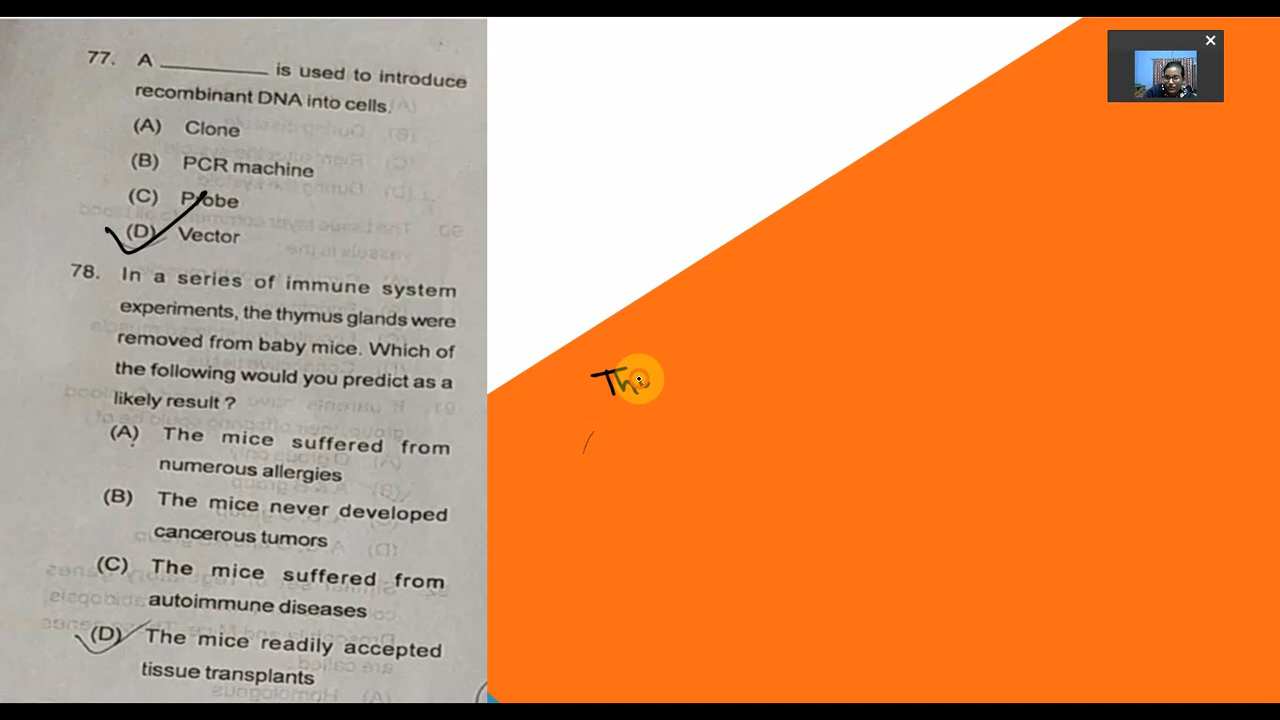 77. A __________ is used to introduce
recombinant DNA into cells.
(A) Clone
(B) PCR machine
(C) Probe
(D) Vector
78. In a series of immune system
experiments, the thymus glands were
removed from baby mice. Which of
the following would you predict as a
likely result ?
(A) The mice suffered from
numerous allergies
(B) The mice never developed
cancerous tumors
(C) The mice suffered from
autoimmune diseases
(D) The mice readily accepted
tissue transplants